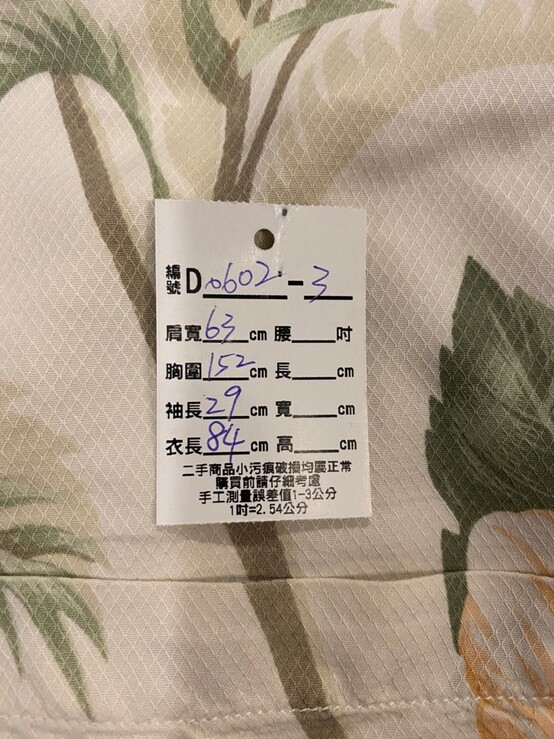 編號D 0602-3
肩寬63cm 腰____吋
胸圍152cm 長____cm
袖長29cm 寬____cm
衣長84cm 高____cm
二手商品小污痕破損均屬正常
購買前請仔細考慮
手工測量誤差值1-3公分
1吋=2.54公分